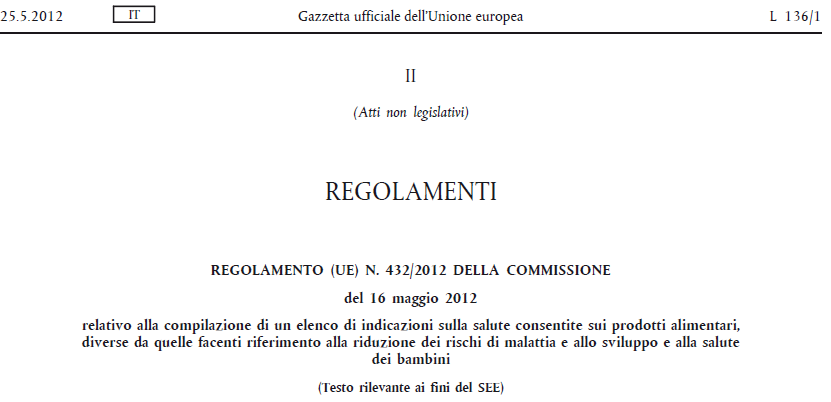 25.5.2012 IT Gazzetta ufficiale dell'Unione europea L 136/1
II
(Atti non legislativi)
REGOLAMENTI
REGOLAMENTO (UE) N. 432/2012 DELLA COMMISSIONE
del 16 maggio 2012
relativo alla compilazione di un elenco di indicazioni sulla salute consentite sui prodotti alimentari,
diverse da quelle facenti riferimento alla riduzione dei rischi di malattia e allo sviluppo e alla salute
dei bambini
(Testo rilevante ai fini del SEE)